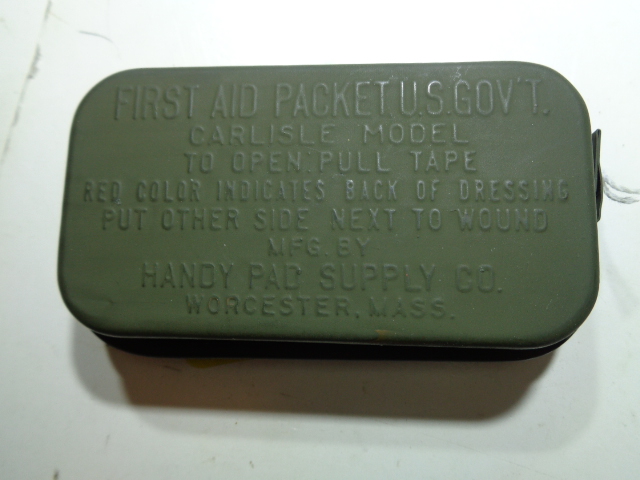 FIRST AID PACKET U.S. GOV'T.
CARLISLE MODEL
TO OPEN PULL TAPE
RED COLOR INDICATES BACK OF DRESSING
PUT OTHER SIDE NEXT TO WOUND
MFG. BY
HANDY PAD SUPPLY CO.
WORCESTER, MASS.